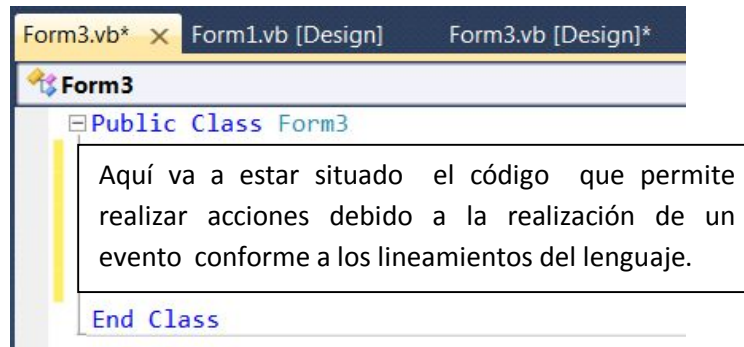 Form3.vb* × Form1.vb [Design] Form3.vb [Design]*
Form3
Public Class Form3
Aquí va a estar situado el código que permite
realizar acciones debido a la realización de un
evento conforme a los lineamientos del lenguaje.
End Class